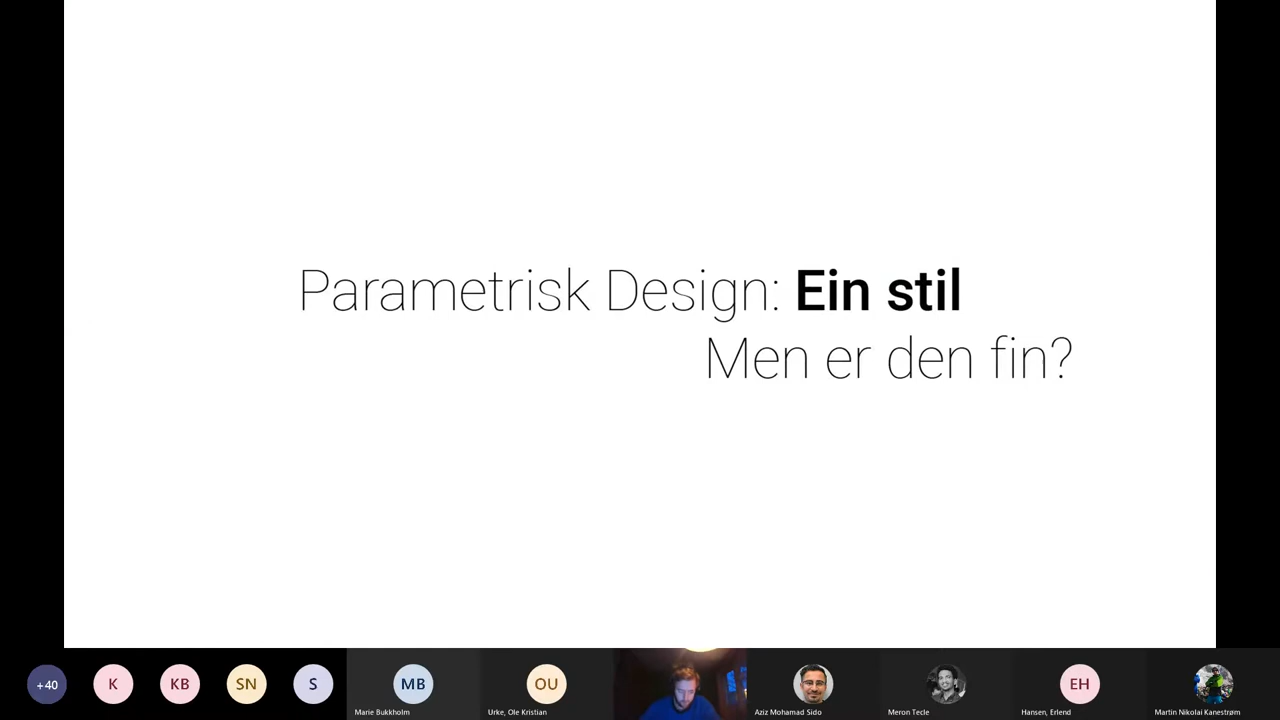 Parametrisk Design: Ein stil
Men er den fin?
+40
K
KB
SN
S
MB
Marie Bukkholm
OU
Urke, Ole Kristian
Aziz Mohamad Sido
Meron Tecle
EH
Hansen, Erlend
Martin Nikolai Kanestrøm